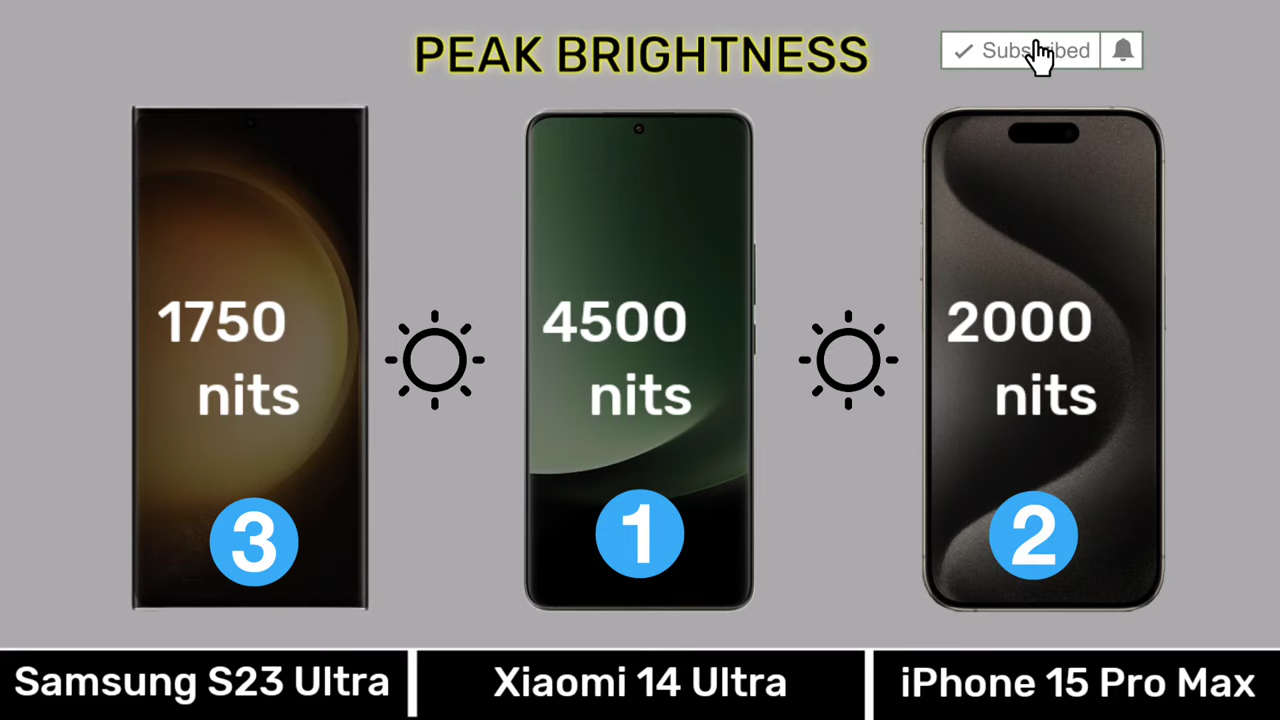 PEAK BRIGHTNESS
Subscribed
1750
nits
3
4500
nits
1
2000
nits
2
Samsung S23 Ultra
Xiaomi 14 Ultra
iPhone 15 Pro Max